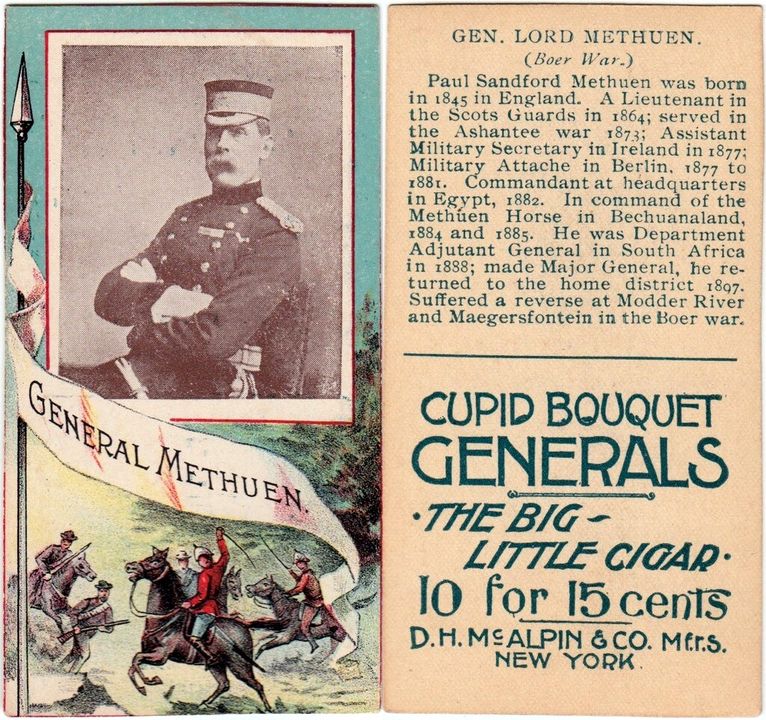 GENERAL METHUEN.
GEN. LORD METHUEN.
(Boer War.)
Paul Sandford Methuen was born
in 1845 in England. A Lieutenant in
the Scots Guards in 1864; served in
the Ashantee war 1873; Assistant
Military Secretary in Ireland in 1877;
Military Attache in Berlin, 1877 to
1881. Commandant at headquarters
in Egypt, 1882. In command of the
Methuen Horse in Bechuanaland,
1884 and 1885. He was Department
Adjutant General in South Africa
in 1888; made Major General, he re-
turned to the home district 1897.
Suffered a reverse at Modder River
and Maegersfontein in the Boer war.
CUPID BOUQUET
GENERALS
·THE BIG-
LITTLE CIGAR·
10 for 15 cents
D. H. McALPIN & CO. Mfrs.
NEW YORK.